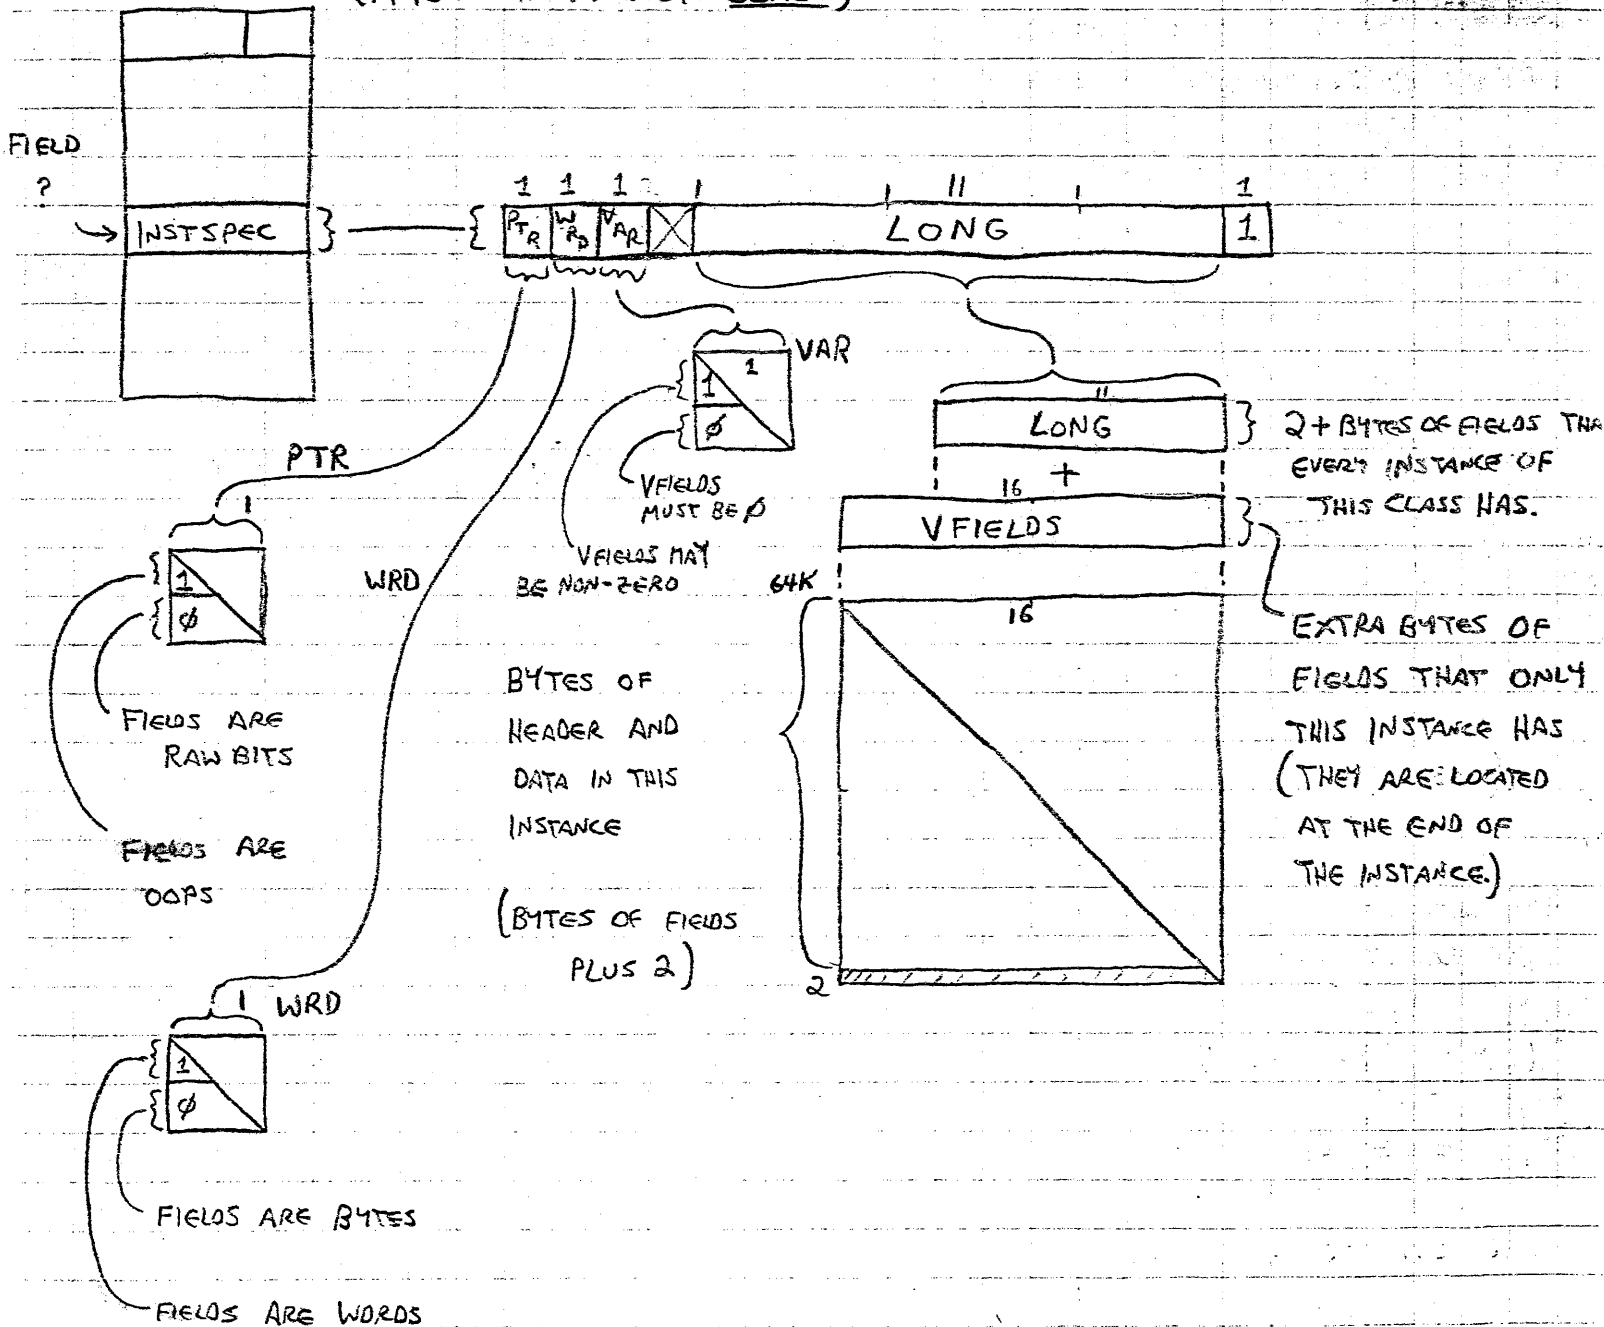 FIELD
?
INSTSPEC
1 1 1 11 1
PTR WRD VAR LONG 1
VAR
1
1
Ø
VFIELDS
MUST BE Ø
VFIELDS MAY
BE NON-ZERO
11
LONG
2 + BYTES OF FIELDS THA
EVERY INSTANCE OF
THIS CLASS HAS.
+
16
VFIELDS
EXTRA BYTES OF
FIELDS THAT ONLY
THIS INSTANCE HAS
(THEY ARE LOCATED
AT THE END OF
THE INSTANCE.)
64K
16
BYTES OF
HEADER AND
DATA IN THIS
INSTANCE
(BYTES OF FIELDS
PLUS 2)
2
PTR
1
1
Ø
FIELDS ARE
RAW BITS
FIELDS ARE
OOPS
WRD
1 WRD
1
Ø
FIELDS ARE BYTES
FIELDS ARE WORDS